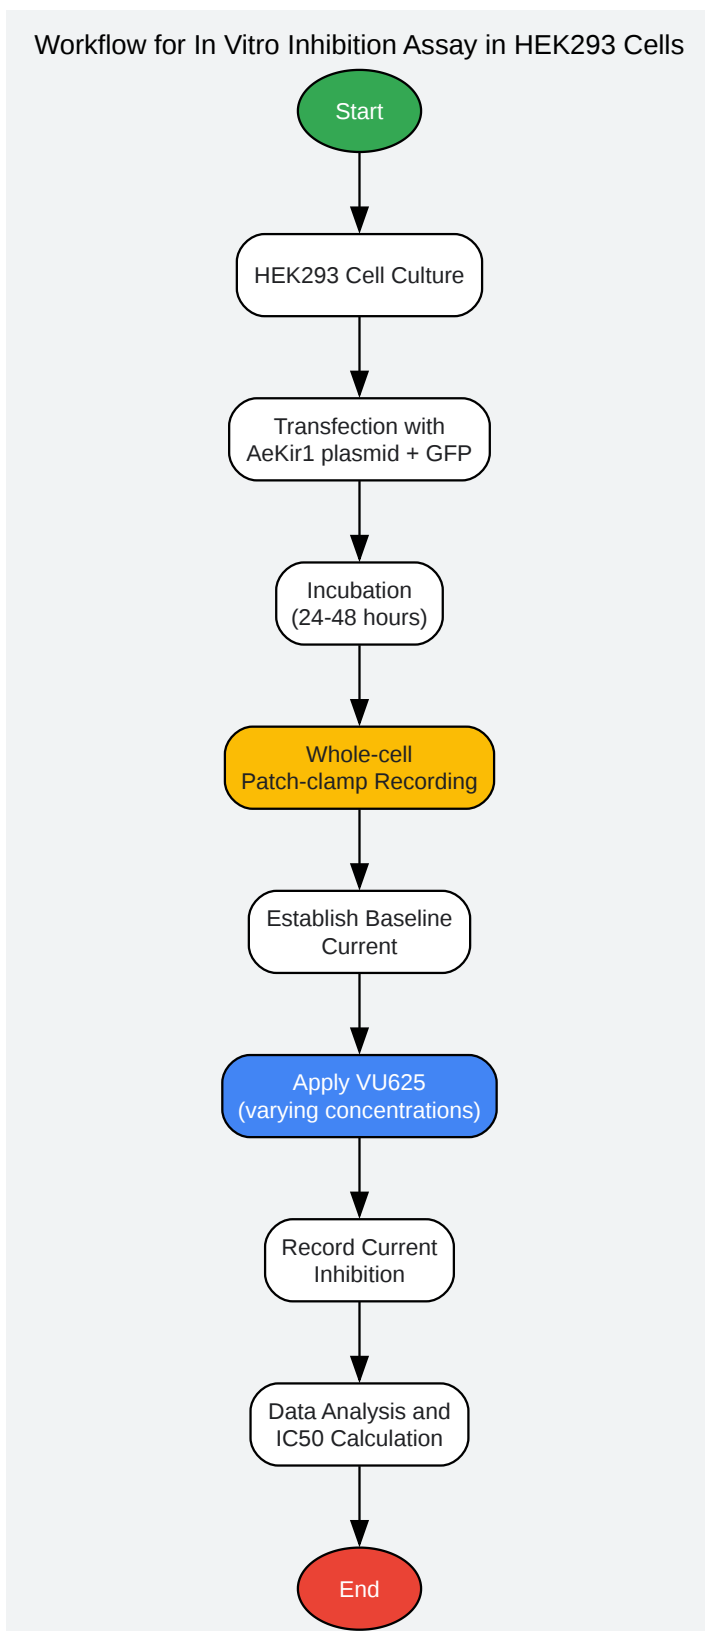 Workflow for In Vitro Inhibition Assay in HEK293 Cells
Start
HEK293 Cell Culture
Transfection with
AeKir1 plasmid + GFP
Incubation
(24-48 hours)
Whole-cell
Patch-clamp Recording
Establish Baseline
Current
Apply VU625
(varying concentrations)
Record Current
Inhibition
Data Analysis and
IC50 Calculation
End